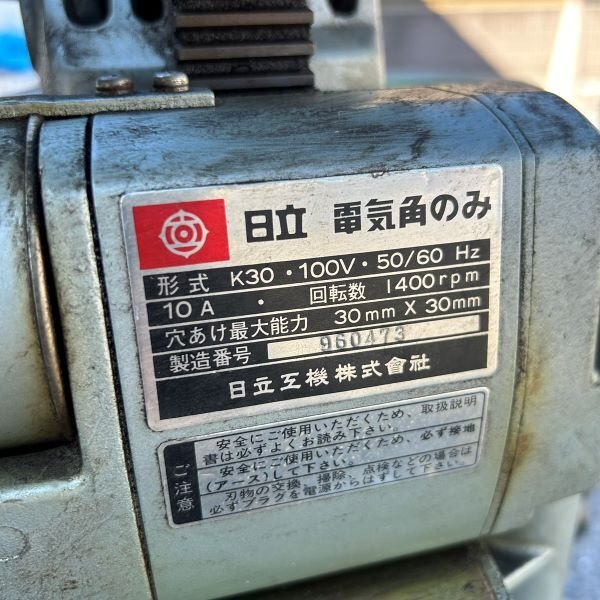 日立 電気角のみ
形式 K30・100V・50/60 Hz
10A ・ 回転数 1400rpm
穴あけ最大能力 30mm X 30mm
製造番号 960473
日立工機株式會社
ご注意
安全にご使用いただくため、取扱説明
書は必ずよくお読み下さい。
安全にご使用いただくため、必ず接地
(アース)して下さい。
刃物の交換、掃除、点検などの場合は
必ずプラグを電源からはずして下さい。